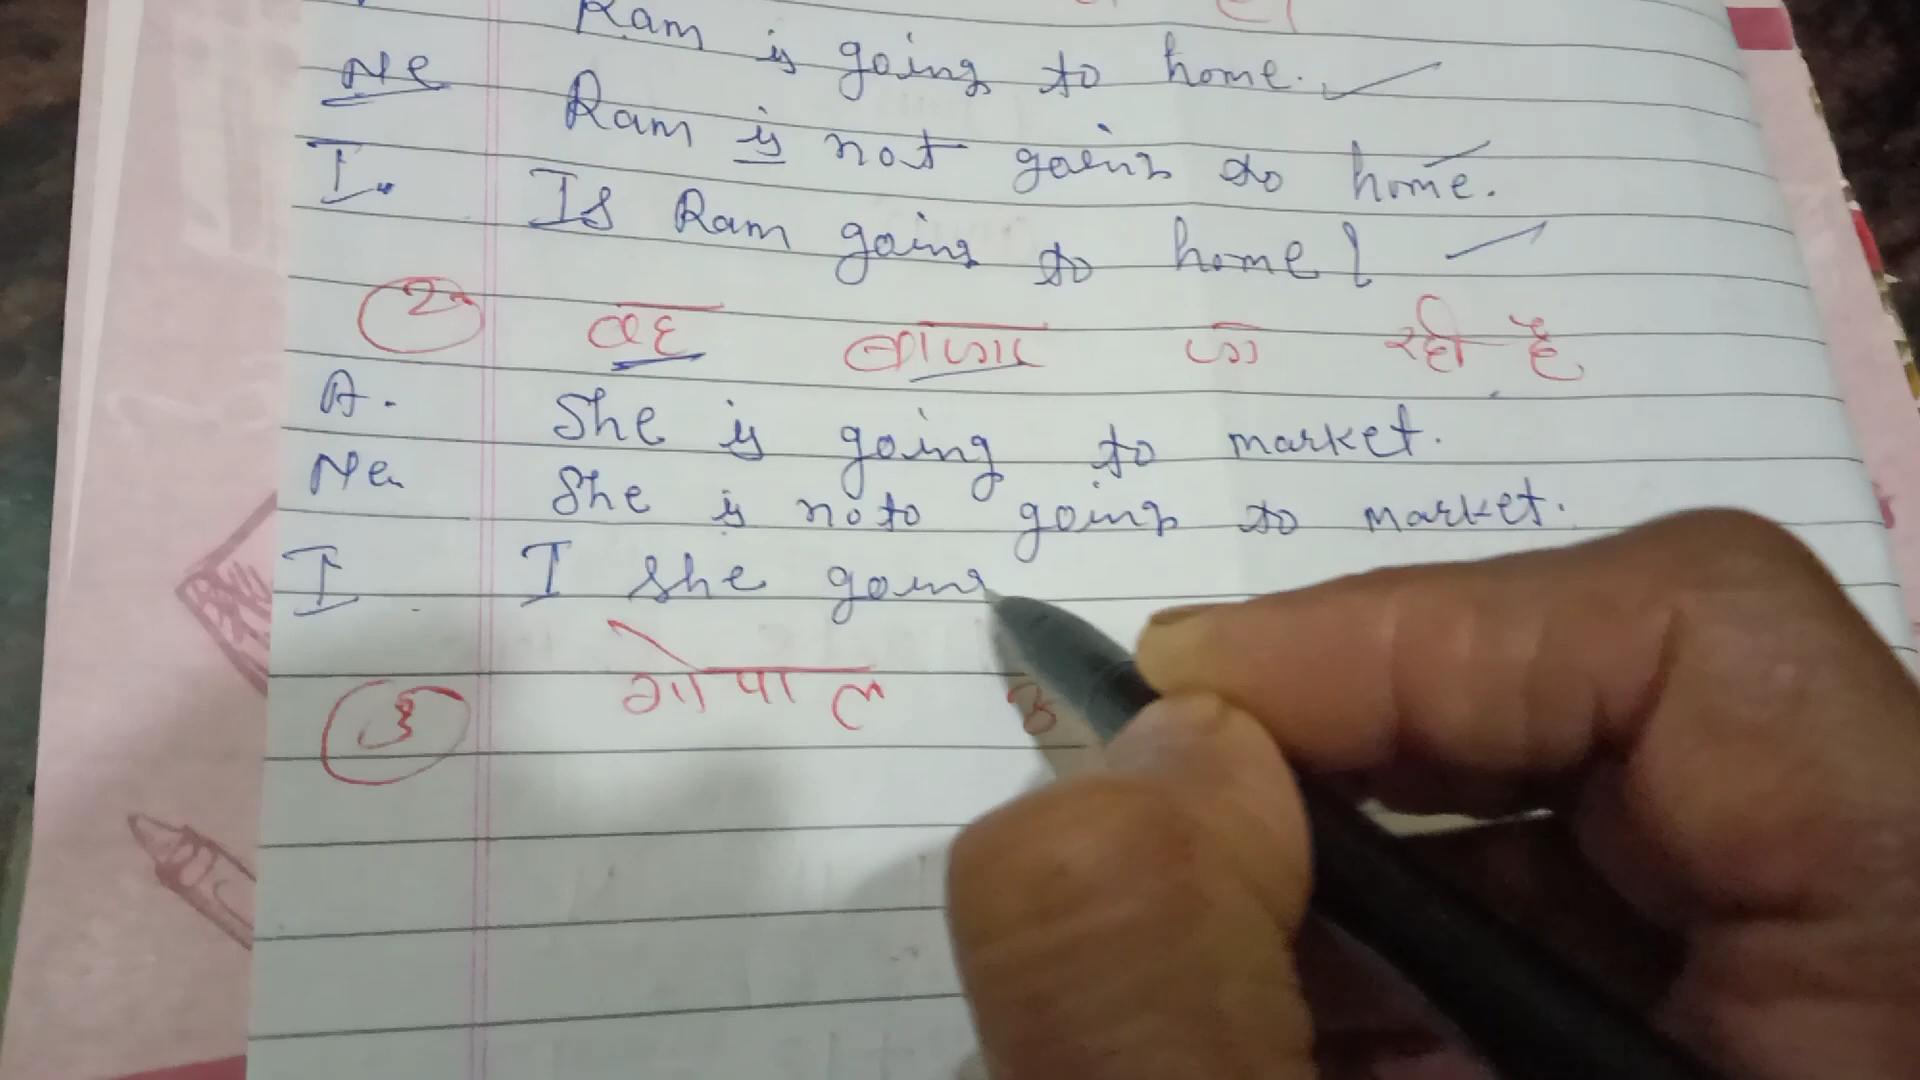 Ram is going to home.
Ne Ram is not going to home.
I. Is Ram going to home?
2 वह बाजार जा रही है
A. She is going to market.
Ne. She is noto going to market.
I I she going
3 गोपाल